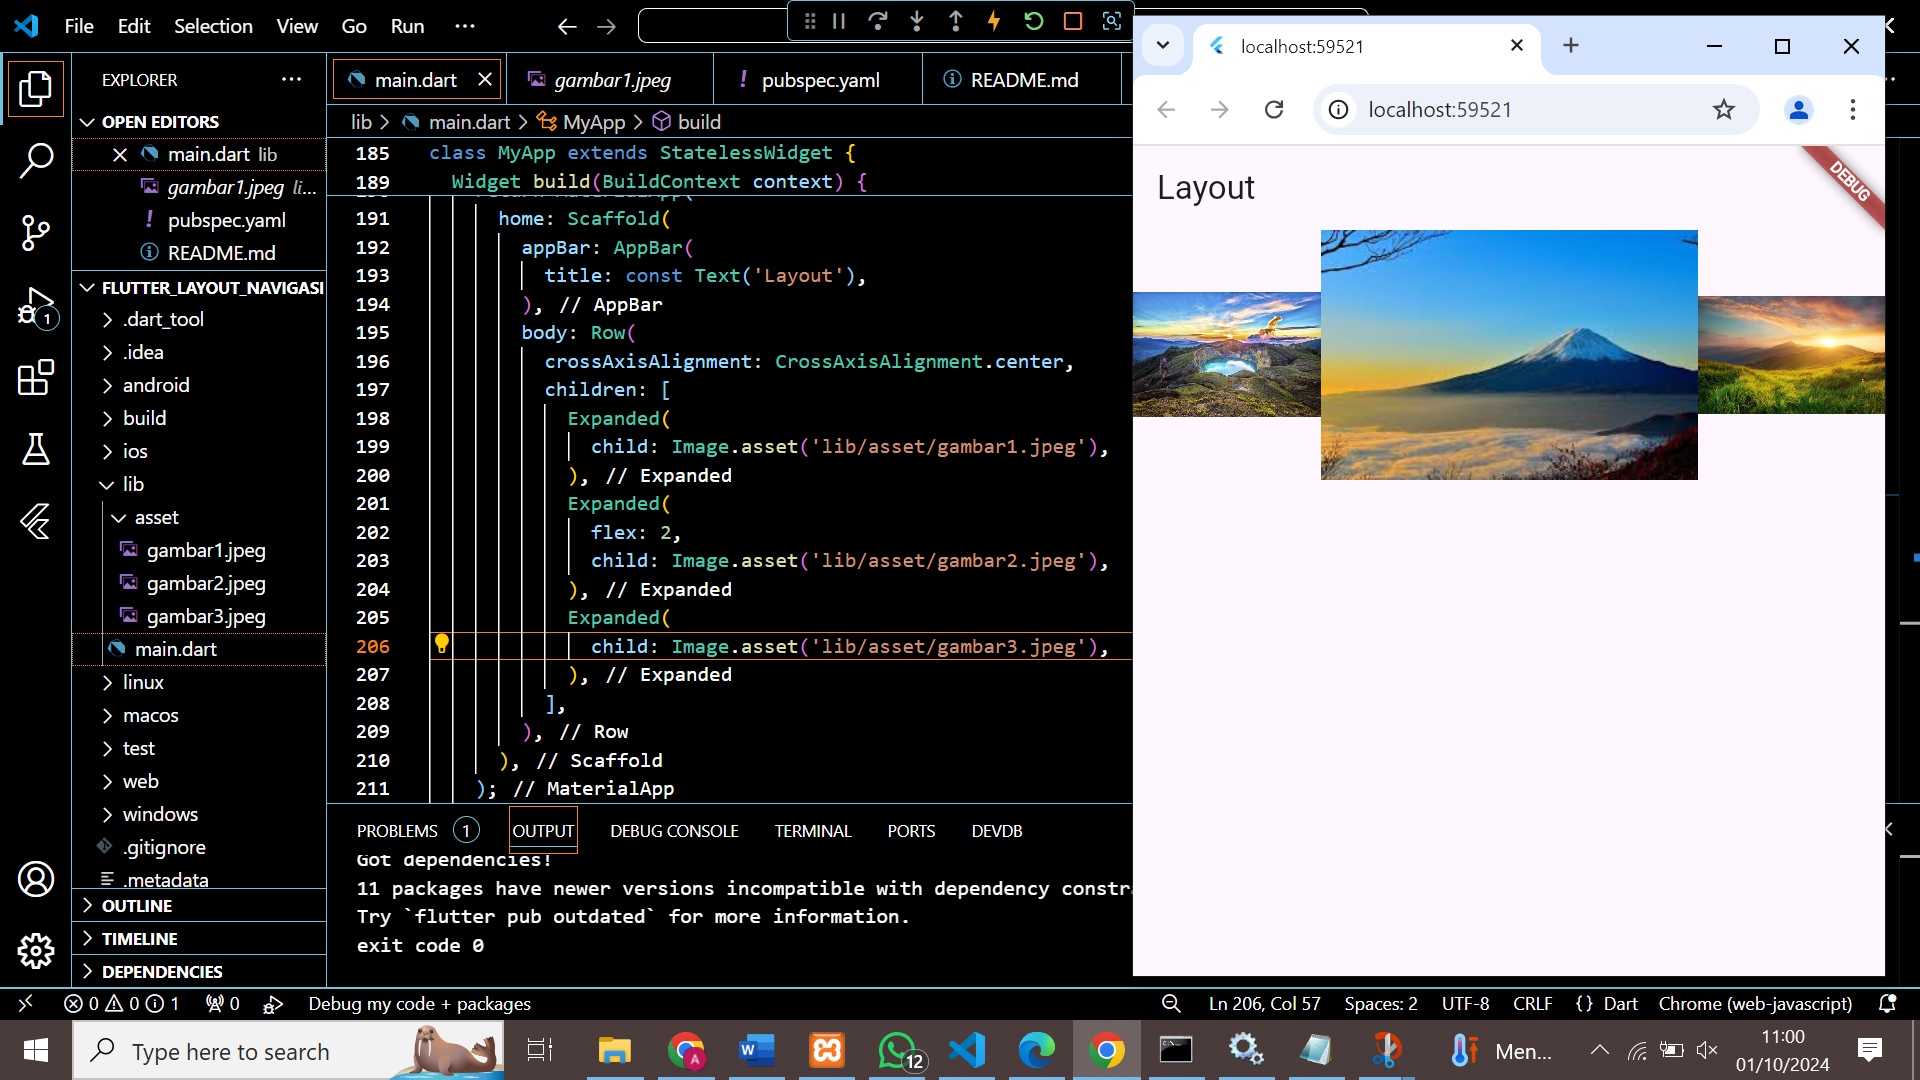 File Edit Selection View Go Run ···
EXPLORER ···
OPEN EDITORS
main.dart lib
gambar1.jpeg li...
! pubspec.yaml
README.md
FLUTTER_LAYOUT_NAVIGASI
.dart_tool
.idea
android
build
ios
lib
asset
gambar1.jpeg
gambar2.jpeg
gambar3.jpeg
main.dart
linux
macos
test
web
windows
.gitignore
.metadata
OUTLINE
TIMELINE
DEPENDENCIES
1
main.dart gambar1.jpeg ! pubspec.yaml README.md
lib > main.dart > MyApp > build
185 class MyApp extends StatelessWidget {
189 Widget build(BuildContext context) {
191 home: Scaffold(
192 appBar: AppBar(
193 title: const Text('Layout'),
194 ), // AppBar
195 body: Row(
196 crossAxisAlignment: CrossAxisAlignment.center,
197 children: [
198 Expanded(
199 child: Image.asset('lib/asset/gambar1.jpeg'),
200 ), // Expanded
201 Expanded(
202 flex: 2,
203 child: Image.asset('lib/asset/gambar2.jpeg'),
204 ), // Expanded
205 Expanded(
206 child: Image.asset('lib/asset/gambar3.jpeg'),
207 ), // Expanded
208 ],
209 ), // Row
210 ), // Scaffold
211 ); // MaterialApp
PROBLEMS 1 OUTPUT DEBUG CONSOLE TERMINAL PORTS DEVDB
Got dependencies!
11 packages have newer versions incompatible with dependency
Try `flutter pub outdated` for more information.
exit code 0
localhost:59521
localhost:59521
Layout
DEBUG
0 0 1 0 Debug my code + packages Ln 206, Col 57 Spaces: 2 UTF-8 CRLF {} Dart Chrome (web-javascript)
Type here to search
A
W
12
Men...
11:00
01/10/2024